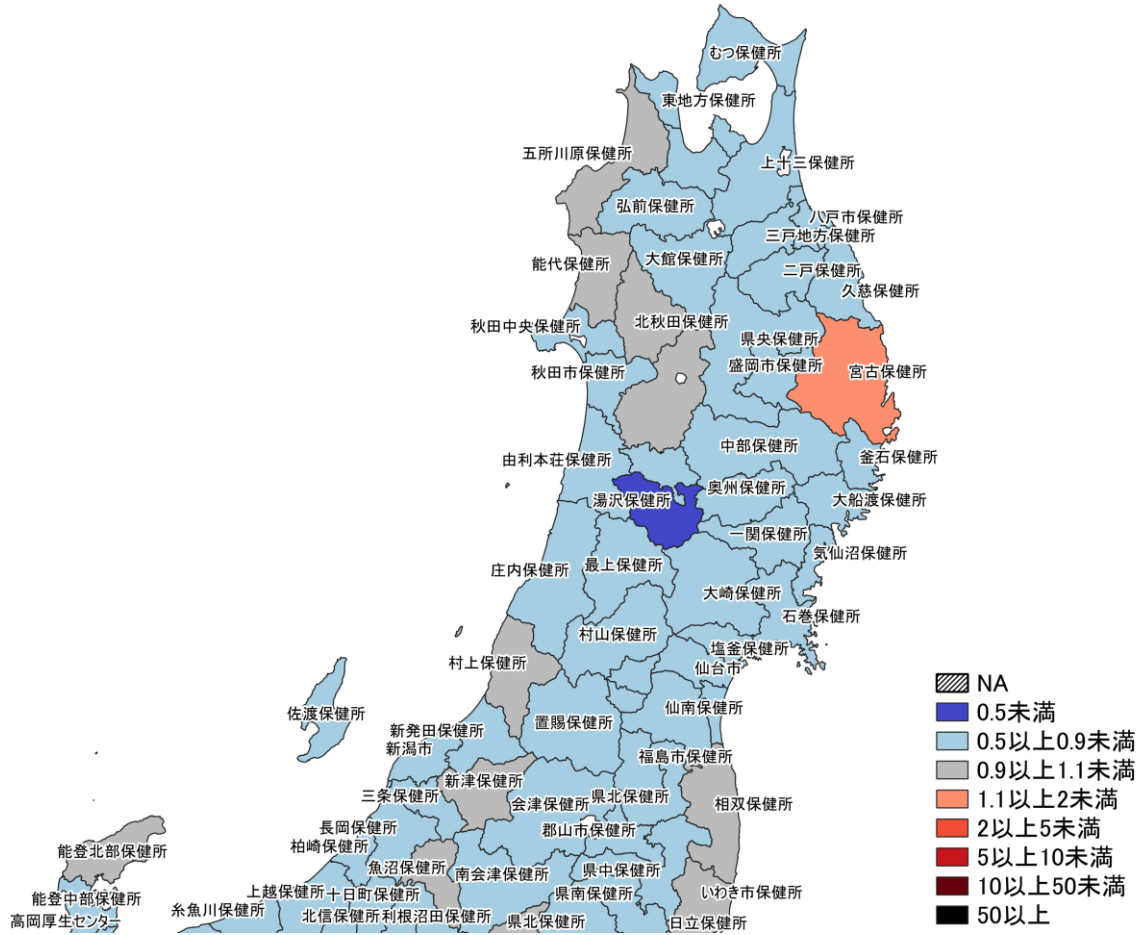 むつ保健所
東地方保健所
五所川原保健所
上十三保健所
弘前保健所
八戸市保健所
三戸地方保健所
能代保健所
大館保健所
二戸保健所
久慈保健所
秋田中央保健所
北秋田保健所
県央保健所
盛岡市保健所
秋田市保健所
宮古保健所
中部保健所
由利本荘保健所
釜石保健所
奥州保健所
湯沢保健所
大船渡保健所
一関保健所
気仙沼保健所
庄内保健所
最上保健所
大崎保健所
石巻保健所
村山保健所
塩釜保健所
村上保健所
仙台市
佐渡保健所
置賜保健所
仙南保健所
新発田保健所
新潟市
福島市保健所
新津保健所
三条保健所
会津保健所
県北保健所
相双保健所
長岡保健所
郡山市保健所
柏崎保健所
能登北部保健所
魚沼保健所
南会津保健所
県中保健所
上越保健所
十日町保健所
県南保健所
いわき市保健所
能登中部保健所
糸魚川保健所
北信保健所
利根沼田保健所
県北保健所
日立保健所
高岡厚生センター
NA
0.5未満
0.5以上0.9未満
0.9以上1.1未満
1.1以上2未満
2以上5未満
5以上10未満
10以上50未満
50以上